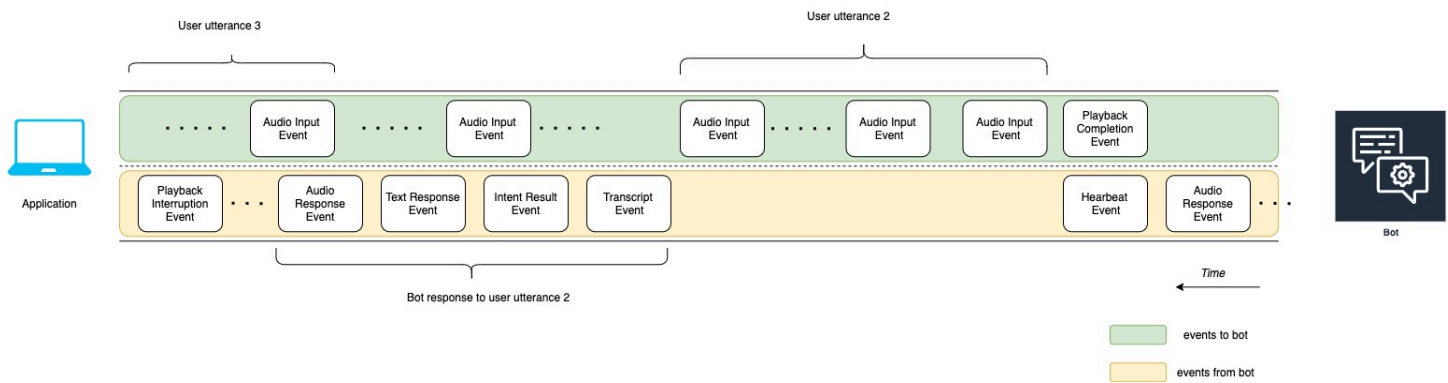 User utterance 3
User utterance 2
Audio Input
Event
Audio Input
Event
Audio Input
Event
Audio Input
Event
Audio Input
Event
Playback
Completion
Event
Application
Playback
Interruption
Event
Audio
Response
Event
Text Response
Event
Intent Result
Event
Transcript
Event
Hearbeat
Event
Audio
Response
Event
Bot
Bot response to user utterance 2
Time
events to bot
events from bot